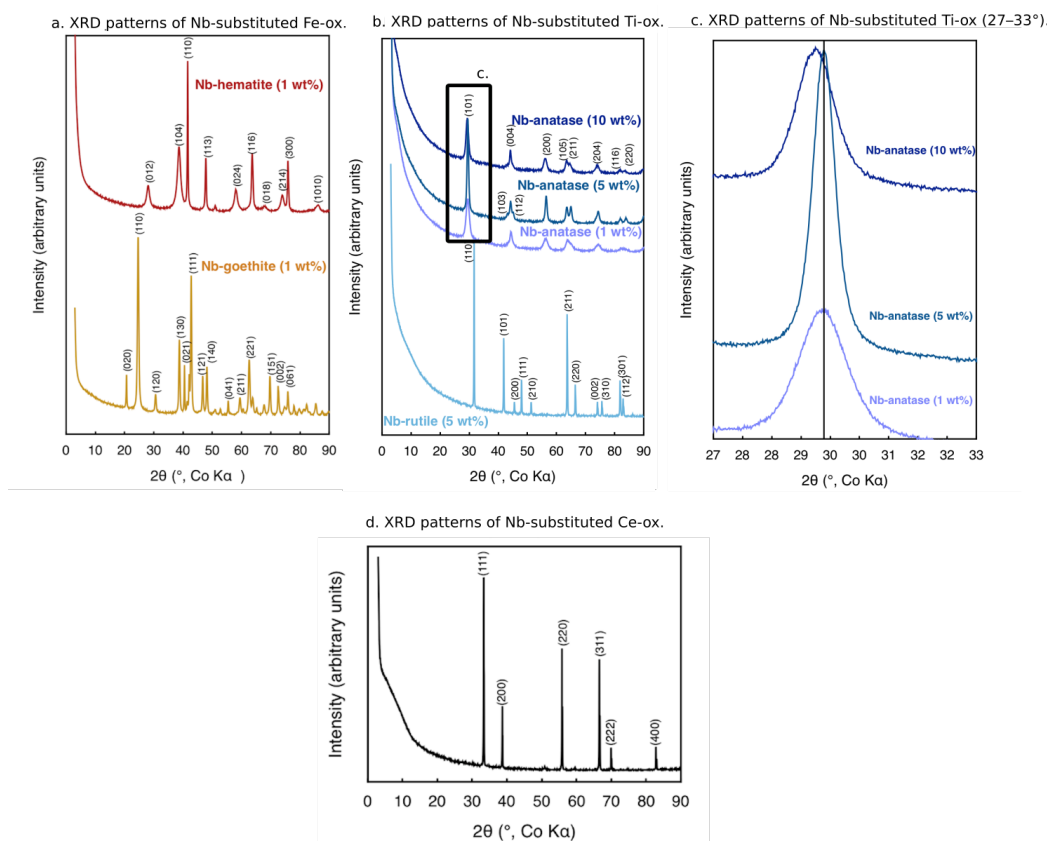 a. XRD patterns of Nb-substituted Fe-ox.
Intensity (arbitrary units)
Nb-hematite (1 wt%)
(012)
(104)
(110)
(113)
(024)
(116)
(018)
(214)
(300)
(1010)
Nb-goethite (1 wt%)
(020)
(110)
(120)
(130)
(021)
(111)
(121)
(140)
(041)
(211)
(221)
(151)
(002)
(061)
0 10 20 30 40 50 60 70 80 90
2θ (°, Co Kα )
b. XRD patterns of Nb-substituted Ti-ox.
Intensity (arbitrary units)
c.
Nb-anatase (10 wt%)
(101)
(004)
(200)
(105)
(211)
(204)
(116)
(220)
Nb-anatase (5 wt%)
(103)
(112)
Nb-anatase (1 wt%)
(110)
(101)
(200)
(111)
(210)
(211)
(220)
(002)
(310)
(301)
(112)
Nb-rutile (5 wt%)
0 10 20 30 40 50 60 70 80 90
2θ (°, Co Kα)
c. XRD patterns of Nb-substituted Ti-ox (27–33°).
Intensity (arbitrary units)
Nb-anatase (10 wt%)
Nb-anatase (5 wt%)
Nb-anatase (1 wt%)
27 28 28 29 30 30 31 32 33 33
2θ (°, Co Kα)
d. XRD patterns of Nb-substituted Ce-ox.
Intensity (arbitrary units)
(111)
(200)
(220)
(311)
(222)
(400)
0 10 20 30 40 50 60 70 80 90
2θ (°, Co Kα)